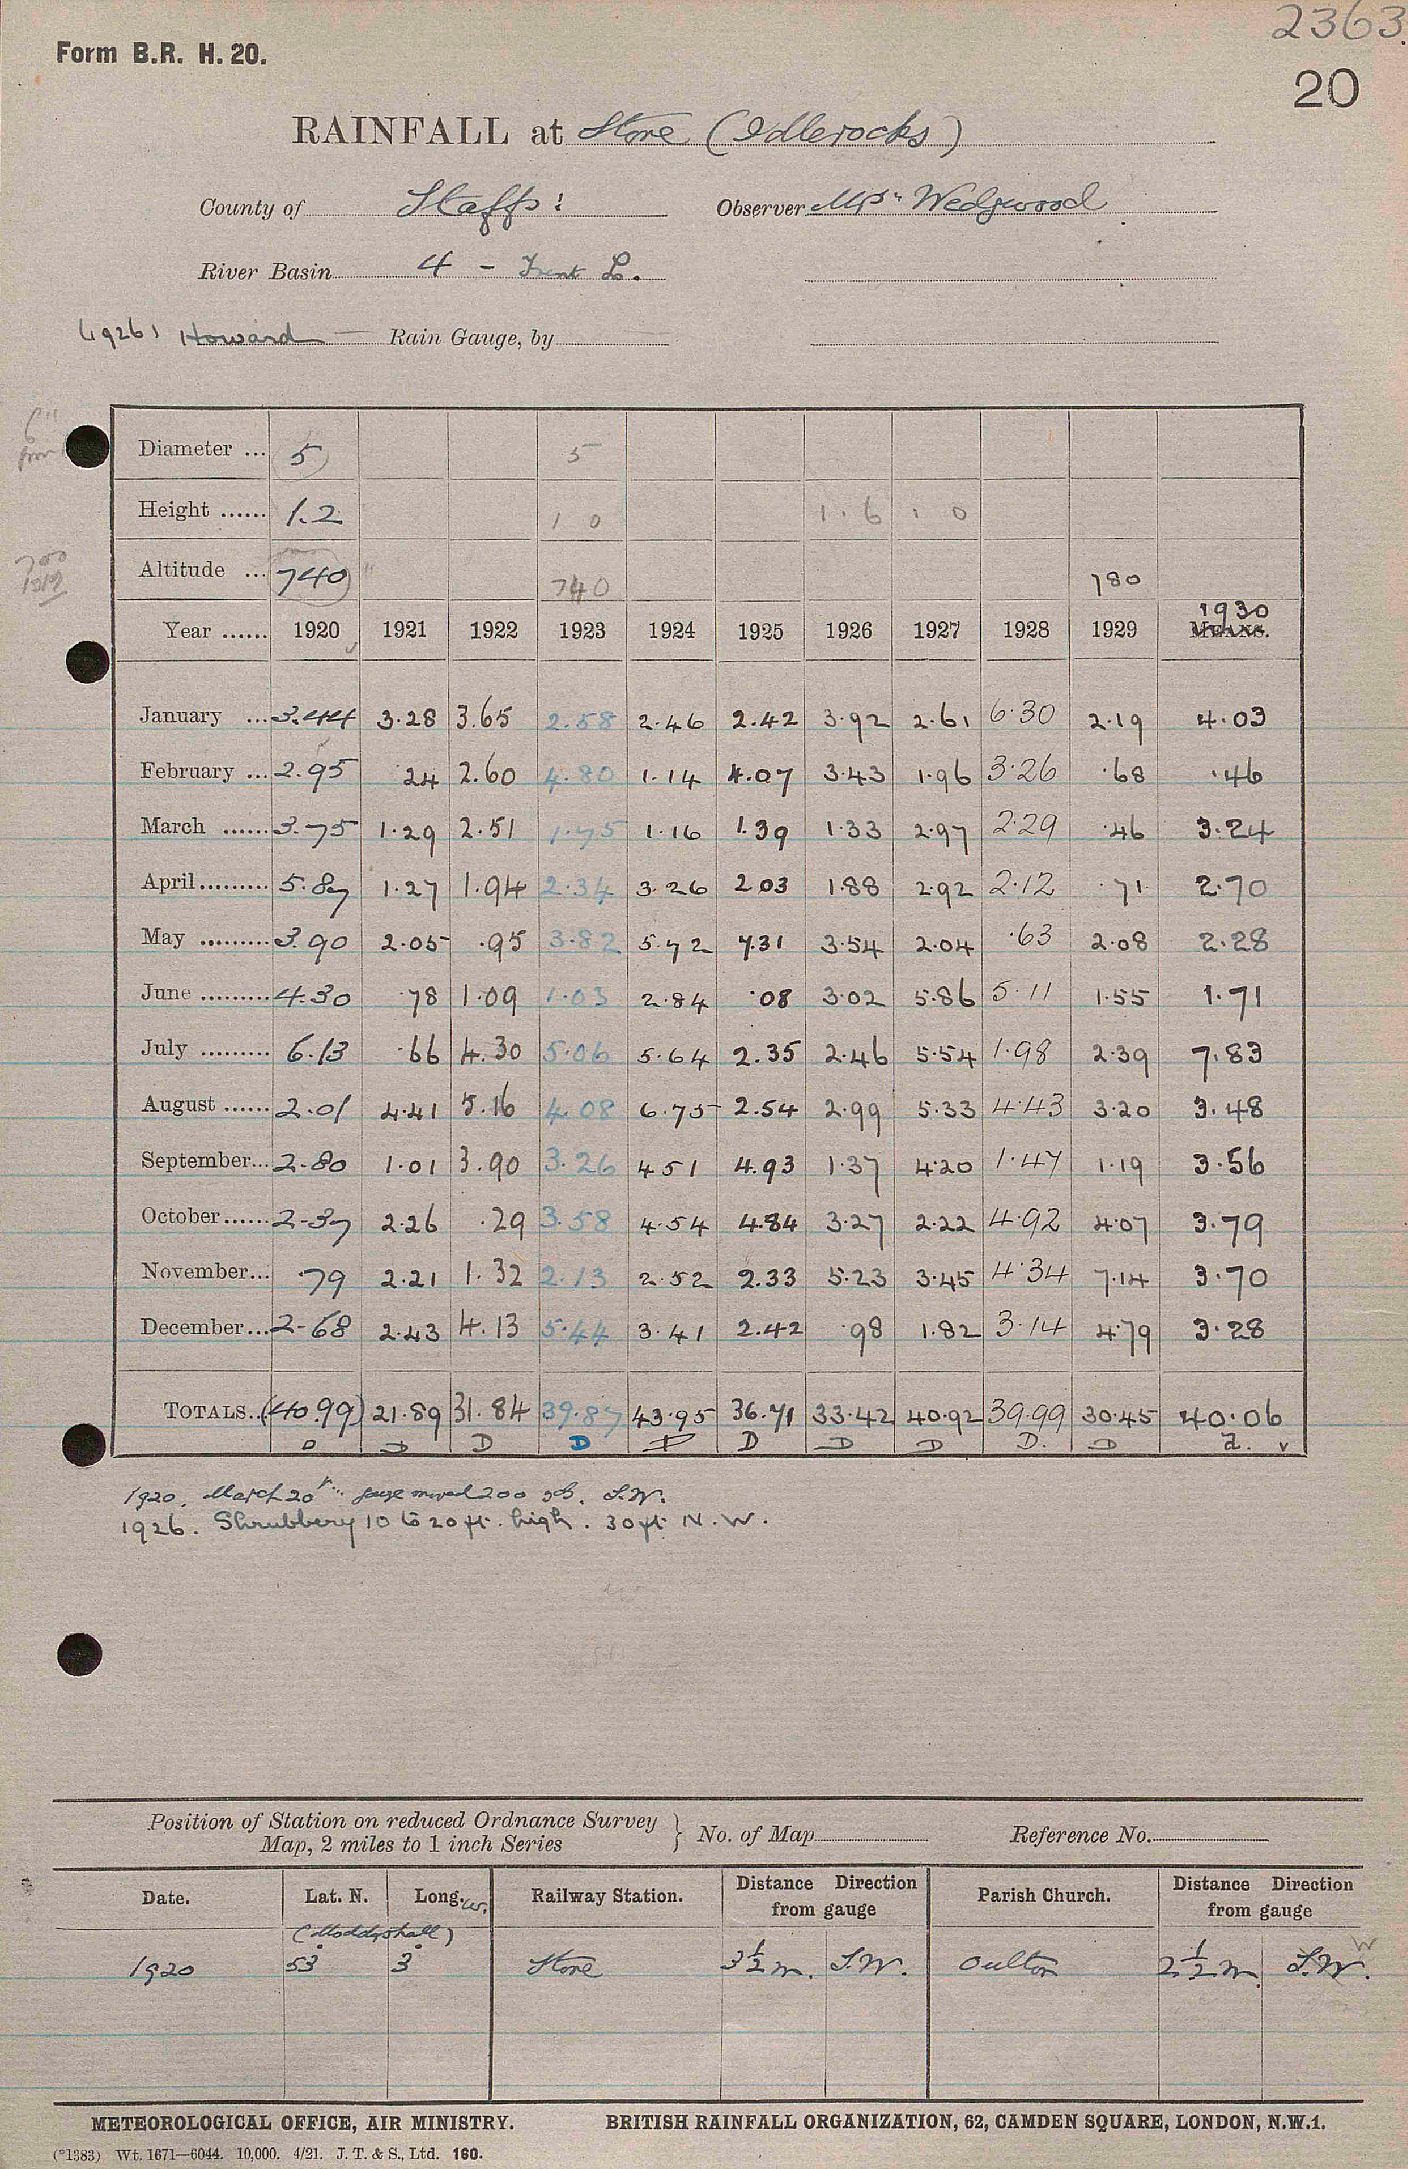 2363.
Form B.R. H. 20.
20
RAINFALL at Stone (Idlerocks)
County of Staffs: Observer Mrs. Wedgwood
River Basin 4 - Trent L.
(1926) Howard — Rain Gauge, by
6"
from
Diameter ... 5 5
Height ...... 1.2 1 0 1 . 6 1 0
700
Altitude ... 740 " 740 780
1930
Year ...... 1920 1921 1922 1923 1924 1925 1926 1927 1928 1929 MEANS.
January ... 3.44 3.28 3.65 2.58 2.46 2.42 3.92 2.61 6.30 2.19 4.03
February ... 2.95 .24 2.60 4.80 1.14 4.07 3.43 1.96 3.26 .68 .46
March ...... 3.75 1.29 2.51 1.75 1.16 1.39 1.33 2.97 2.29 .46 3.24
April ......... 5.87 1.27 1.94 2.34 3.26 2.03 1.88 2.92 2.12 .71 2.70
May ......... 3.90 2.05 .95 3.82 5.72 7.31 3.54 2.04 .63 2.08 2.28
June ......... 4.30 .78 1.09 1.03 2.84 .08 3.02 5.86 5.11 1.55 1.71
July ......... 6.13 .66 4.30 5.06 5.64 2.35 2.46 5.54 1.98 2.39 7.83
August ...... 2.01 4.41 5.16 4.08 6.75 2.54 2.99 5.33 4.43 3.20 3.48
September... 2.80 1.01 3.90 3.26 4.51 4.93 1.37 4.20 1.47 1.19 3.56
October ...... 2.37 2.26 .29 3.58 4.54 4.84 3.27 2.22 4.92 4.07 3.79
November... .79 2.21 1.32 2.13 2.52 2.33 5.23 3.45 4.34 7.14 3.70
December ... 2.68 2.43 4.13 5.44 3.41 2.42 .98 1.82 3.14 4.79 3.28
TOTALS.. (40.99) 21.89 31.84 39.87 43.95 36.71 33.42 40.92 39.99 30.45 40.06
D D D D D D D D D. D a. v
1920. March 20th. gauge moved 200 yds. S.W.
1926. Shrubbery 10 to 20 ft. high. 30 ft N.W.
Position of Station on reduced Ordnance Survey } No. of Map Reference No.
Map, 2 miles to 1 inch Series
Date. Lat. N. Long. W. Railway Station. Distance Direction from gauge Parish Church. Distance Direction from gauge
(Moddershall)
1920 53° 3° Stone 3½ m. S.W. Oulton 2½ m. S.W. W
METEOROLOGICAL OFFICE, AIR MINISTRY. BRITISH RAINFALL ORGANIZATION, 62, CAMDEN SQUARE, LONDON, N.W.1.
(*1383) Wt. 1671—6044. 10,000. 4/21. J. T. & S., Ltd. 160.